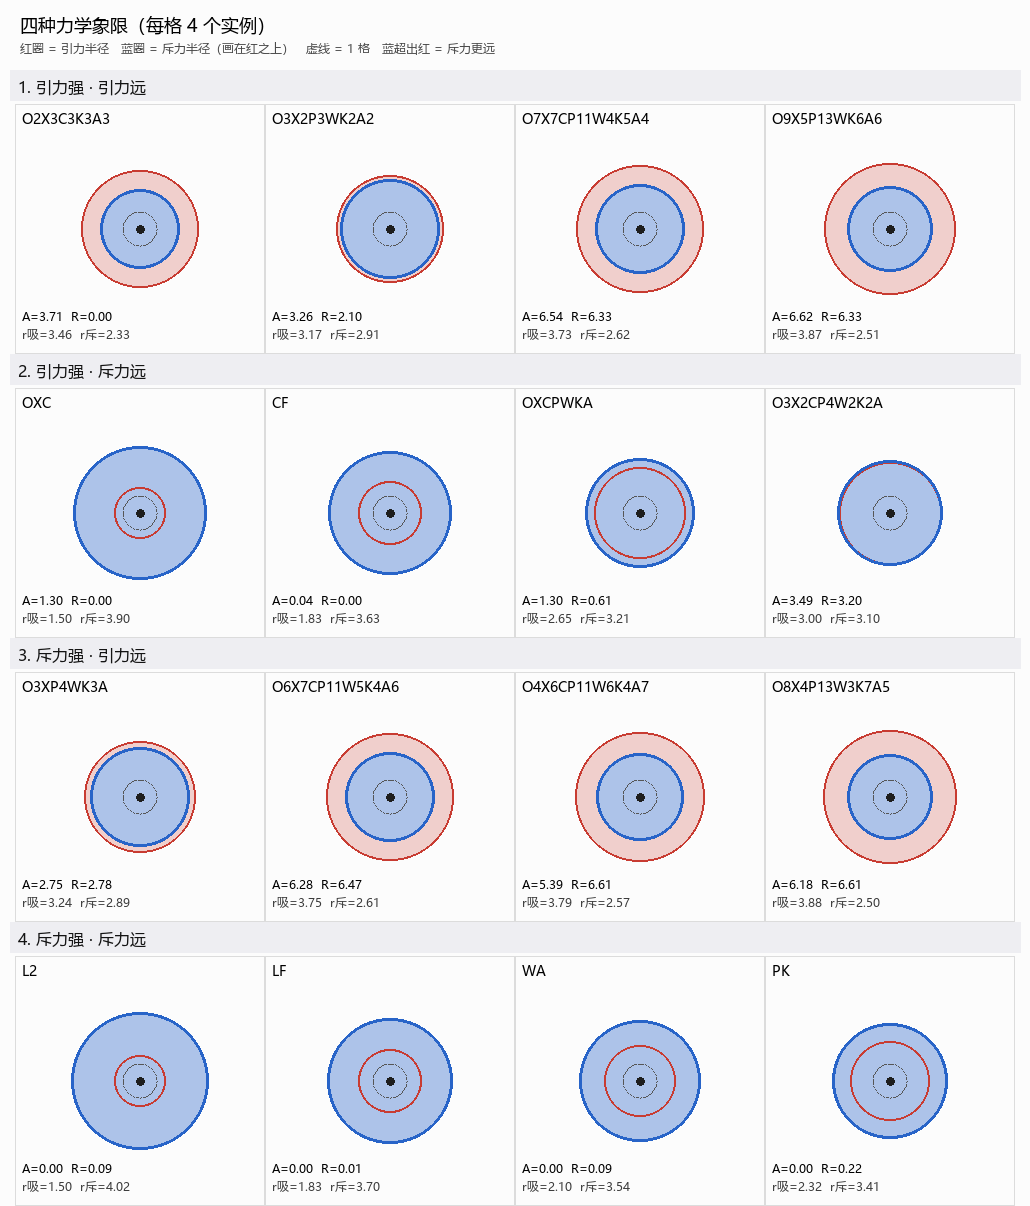 四种力学象限（每格 4 个实例）
红圈 = 引力半径   蓝圈 = 斥力半径（画在红之上）   虚线 = 1 格   蓝超出红 = 斥力更远
1. 引力强 · 引力远
O2X3C3K3A3   O3X2P3WK2A2   O7X7CP11W4K5A4   O9X5P13WK6A6
A=3.71  R=0.00   A=3.26  R=2.10   A=6.54  R=6.33   A=6.62  R=6.33
r吸=3.46  r斥=2.33   r吸=3.17  r斥=2.91   r吸=3.73  r斥=2.62   r吸=3.87  r斥=2.51
2. 引力强 · 斥力远
OXC   CF   OXCPWKA   O3X2CP4W2K2A
A=1.30  R=0.00   A=0.04  R=0.00   A=1.30  R=0.61   A=3.49  R=3.20
r吸=1.50  r斥=3.90   r吸=1.83  r斥=3.63   r吸=2.65  r斥=3.21   r吸=3.00  r斥=3.10
3. 斥力强 · 引力远
O3XP4WK3A   O6X7CP11W5K4A6   O4X6CP11W6K4A7   O8X4P13W3K7A5
A=2.75  R=2.78   A=6.28  R=6.47   A=5.39  R=6.61   A=6.18  R=6.61
r吸=3.24  r斥=2.89   r吸=3.75  r斥=2.61   r吸=3.79  r斥=2.57   r吸=3.88  r斥=2.50
4. 斥力强 · 斥力远
L2   LF   WA   PK
A=0.00  R=0.09   A=0.00  R=0.01   A=0.00  R=0.09   A=0.00  R=0.22
r吸=1.50  r斥=4.02   r吸=1.83  r斥=3.70   r吸=2.10  r斥=3.54   r吸=2.32  r斥=3.41